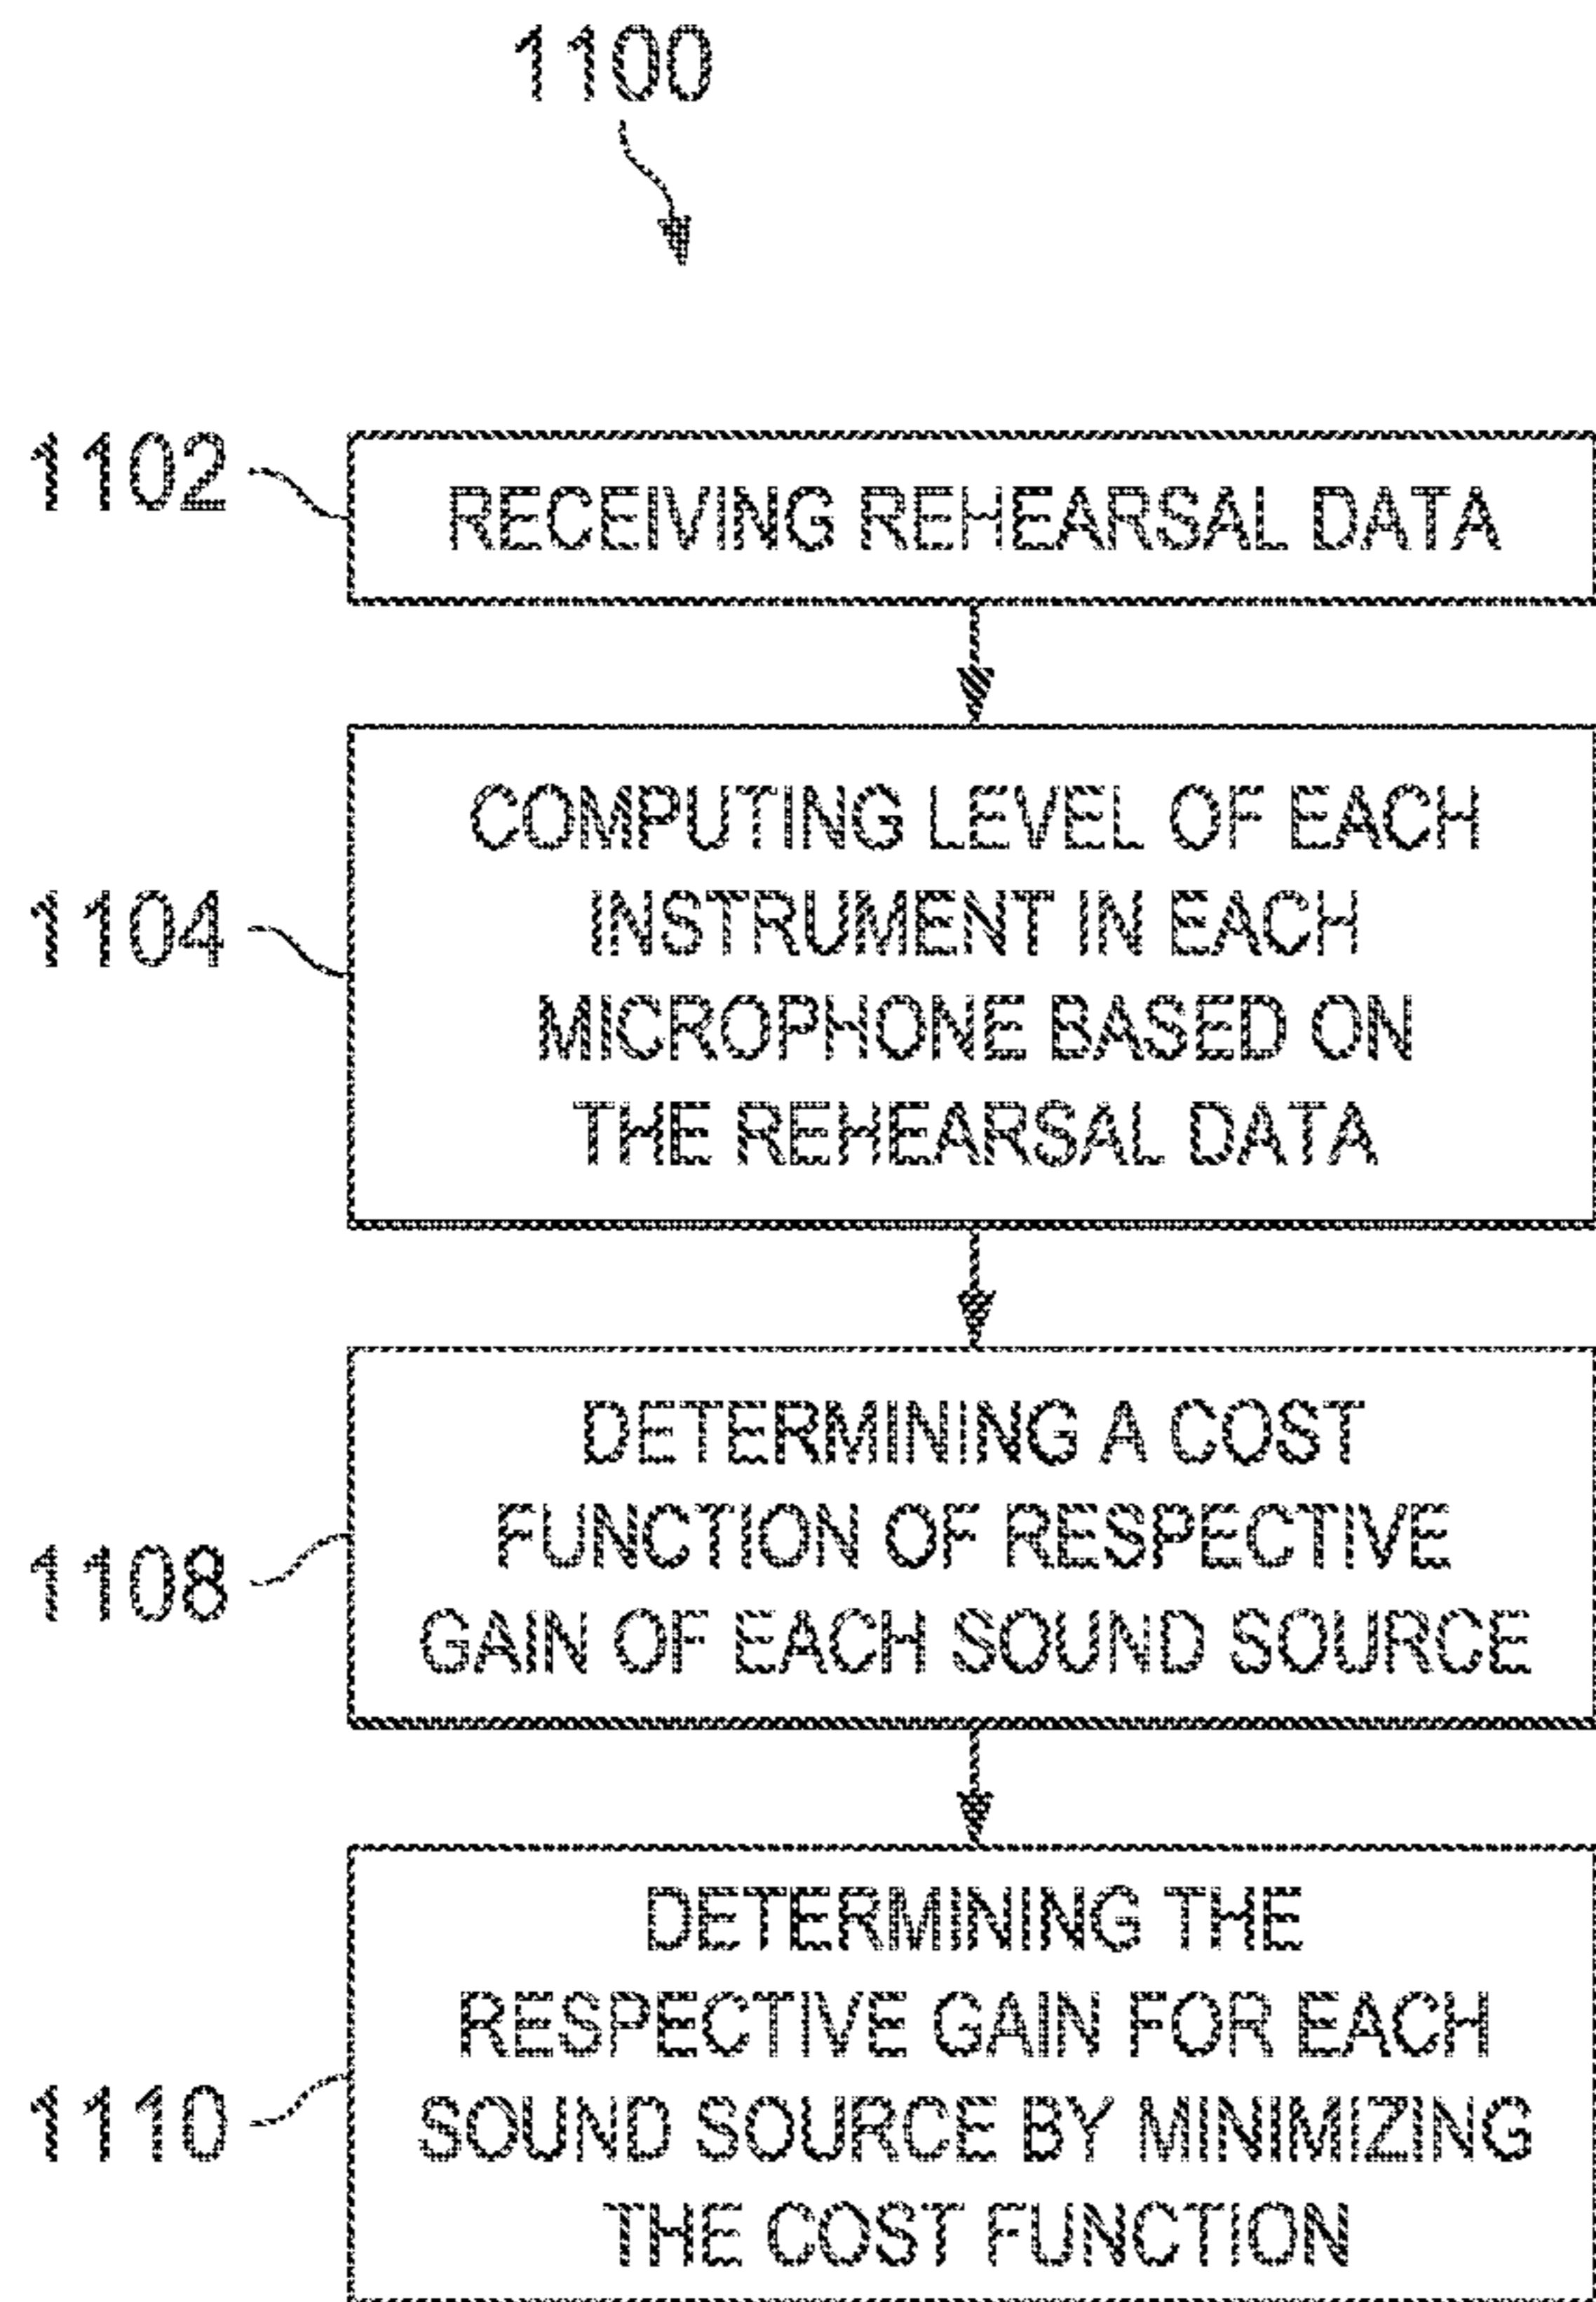 1100
1102
RECEIVING REHEARSAL DATA
1104
COMPUTING LEVEL OF EACH
INSTRUMENT IN EACH
MICROPHONE BASED ON
THE REHEARSAL DATA
1108
DETERMINING A COST
FUNCTION OF RESPECTIVE
GAIN OF EACH SOUND SOURCE
1110
DETERMINING THE
RESPECTIVE GAIN FOR EACH
SOUND SOURCE BY MINIMIZING
THE COST FUNCTION